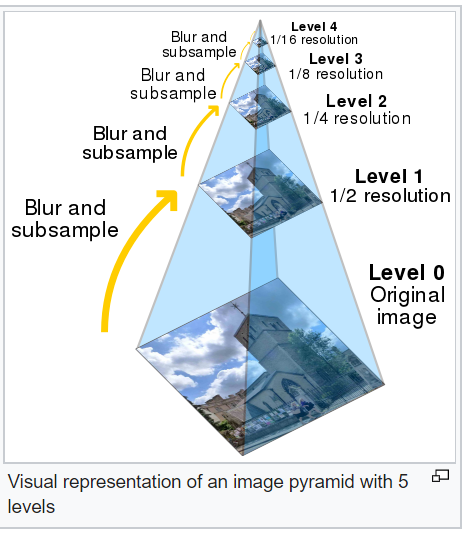 Level 4
1/16 resolution
Blur and
subsample
Level 3
1/8 resolution
Blur and
subsample
Level 2
1/4 resolution
Blur and
subsample
Level 1
1/2 resolution
Blur and
subsample
Level 0
Original
image
Visual representation of an image pyramid with 5
levels